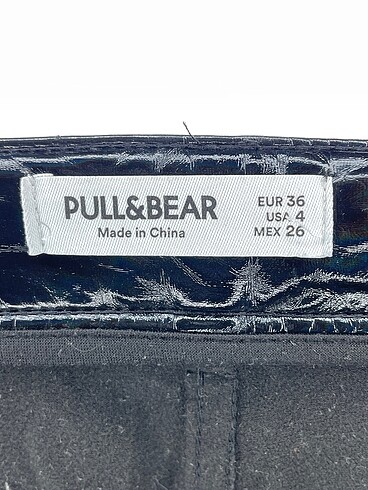 PULL&BEAR
Made in China
EUR 36
USA 4
MEX 26